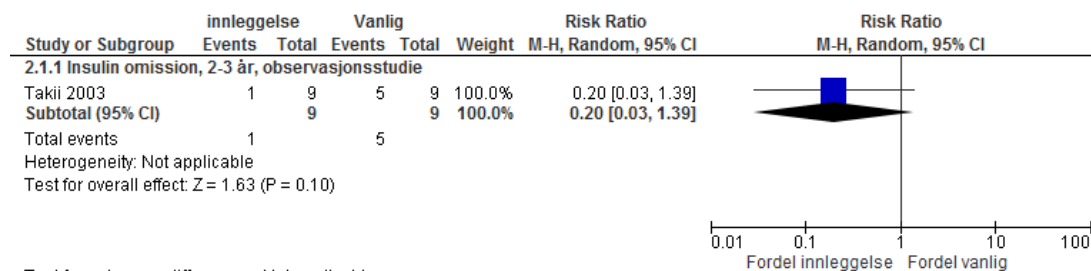 innleggelse Vanlig Risk Ratio Risk Ratio
Study or Subgroup Events Total Events Total Weight M-H, Random, 95% CI M-H, Random, 95% CI
2.1.1 Insulin omission, 2-3 år, observasjonsstudie
Takii 2003 1 9 5 9 100.0% 0.20 [0.03, 1.39]
Subtotal (95% CI) 9 9 100.0% 0.20 [0.03, 1.39]
Total events 1 5
Heterogeneity: Not applicable
Test for overall effect: Z = 1.63 (P = 0.10)
0.01 0.1 1 10 100
Fordel innleggelse Fordel vanlig